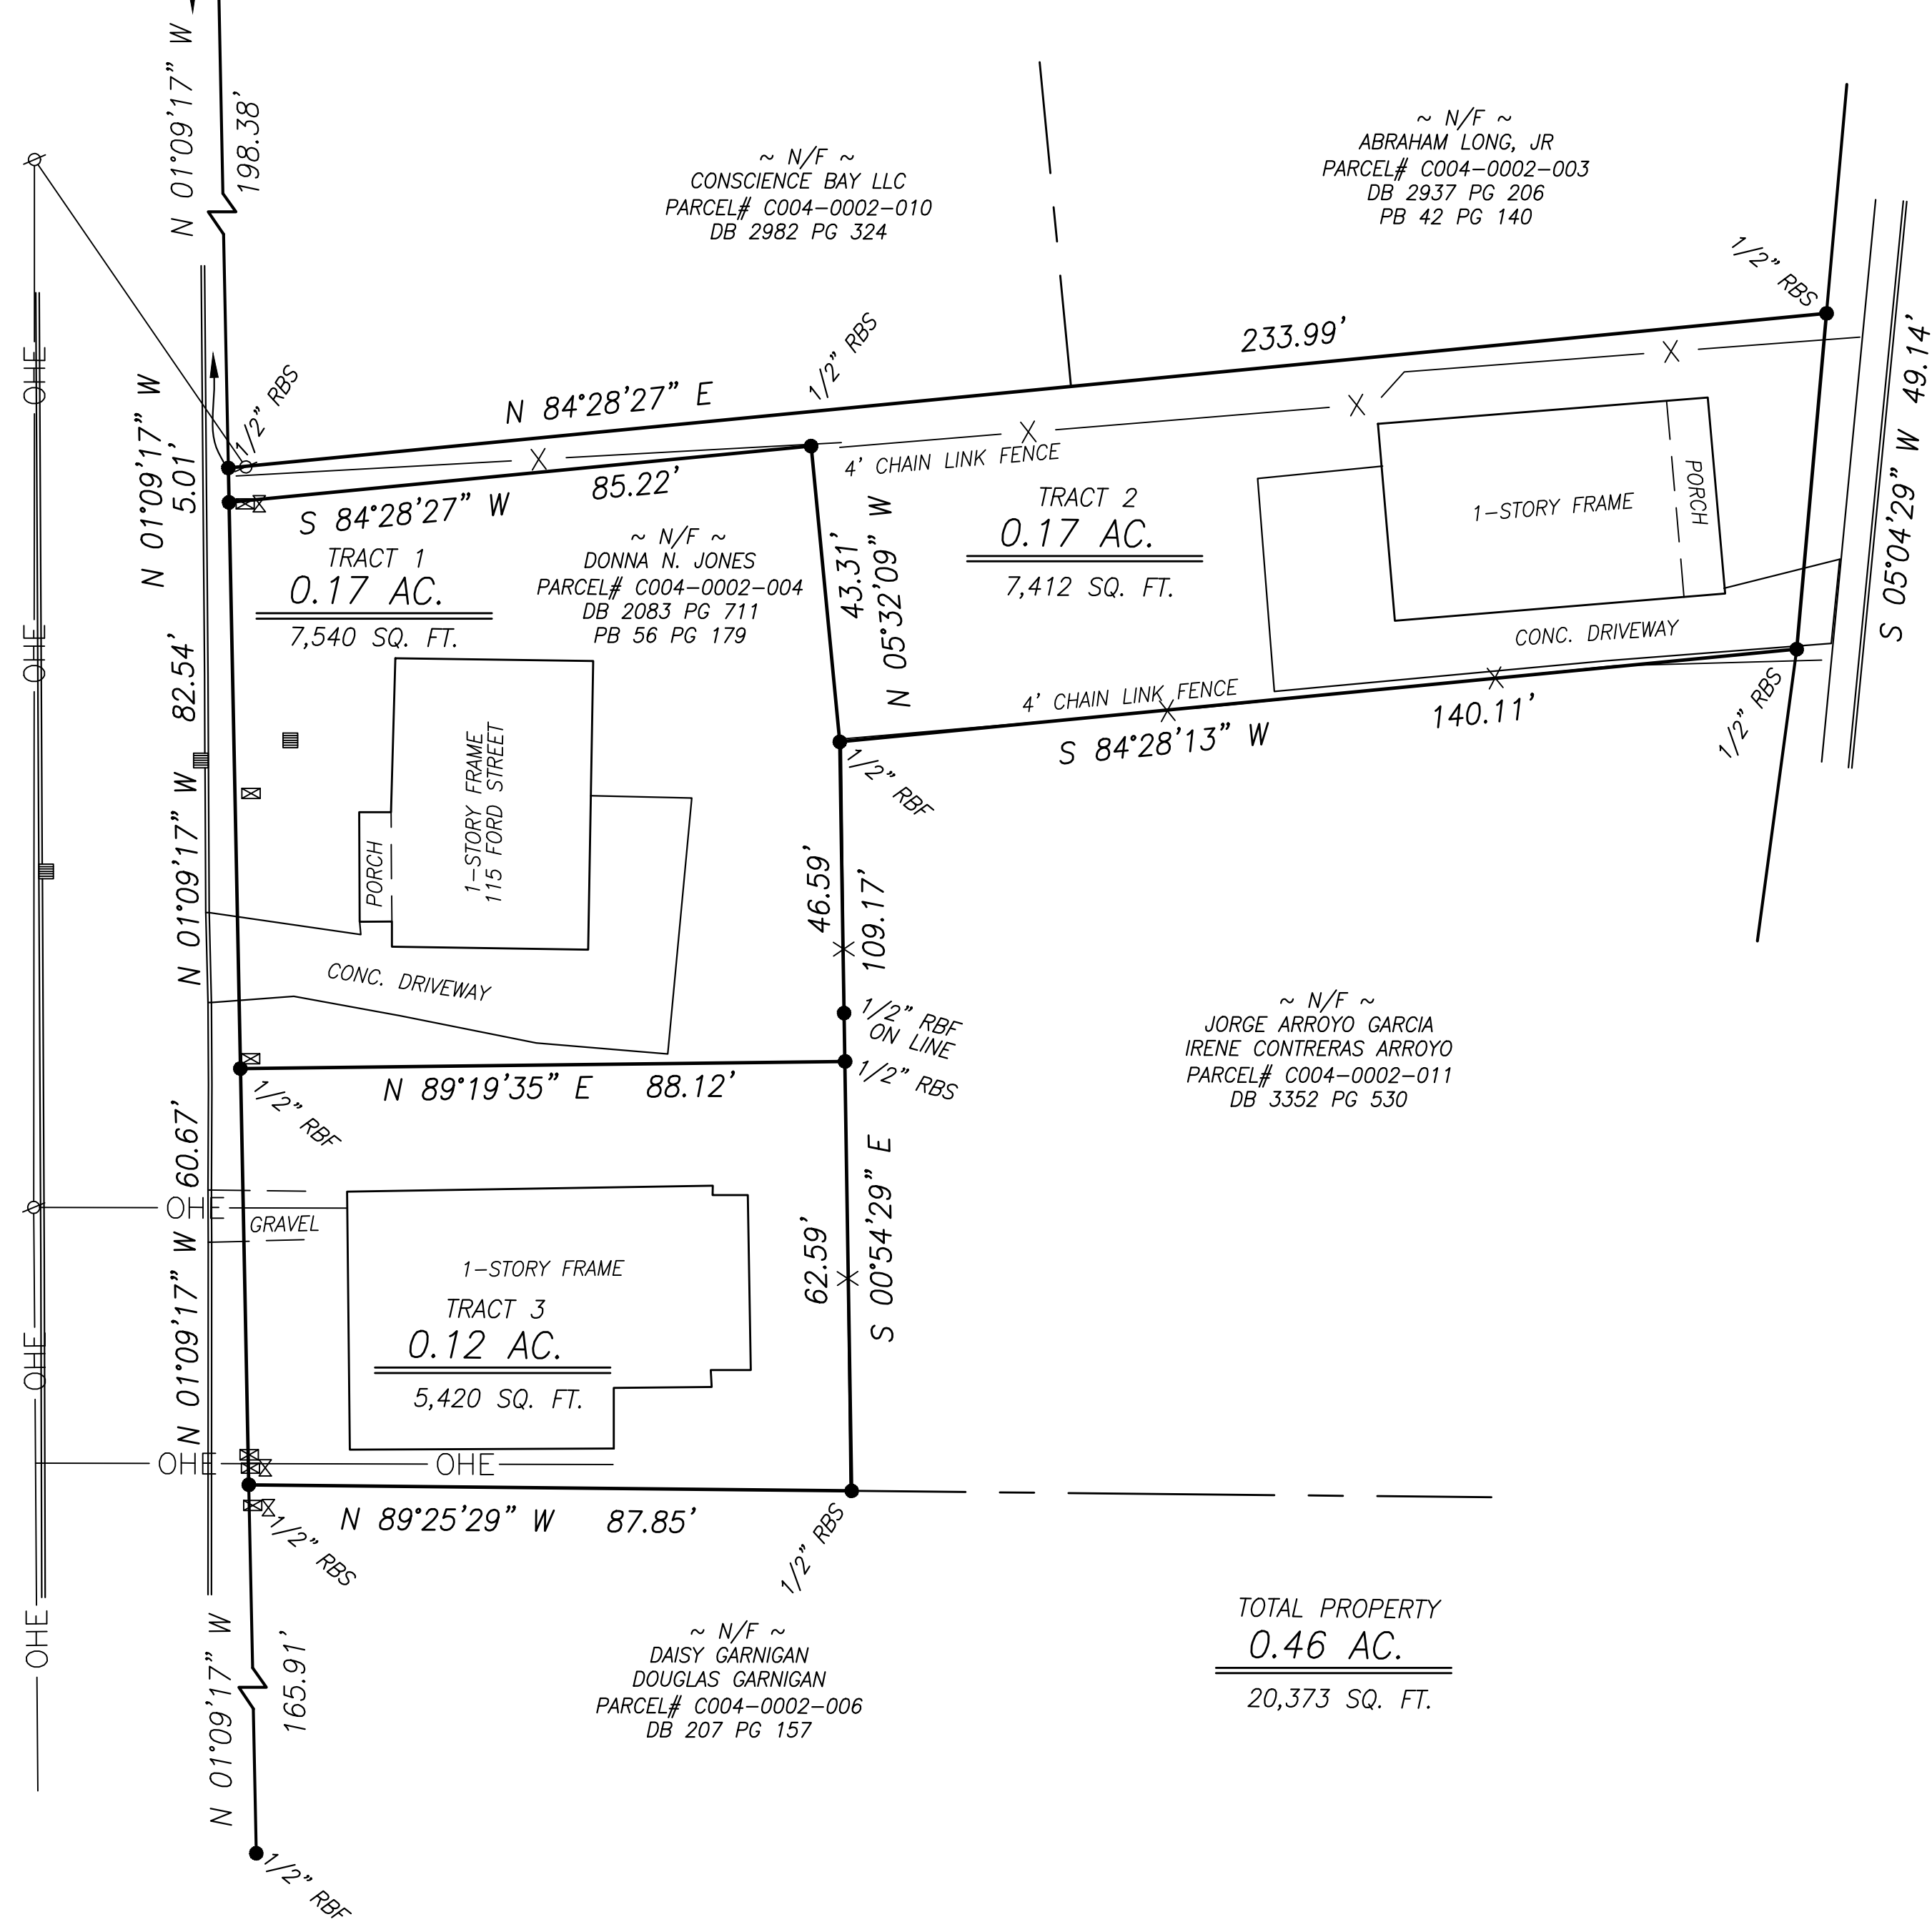 N 01°09'17" W
198.38'
~ N/F ~
CONSCIENCE BAY LLC
PARCEL# C004-0002-010
DB 2982 PG 324
~ N/F ~
ABRAHAM LONG, JR
PARCEL# C004-0002-003
DB 2937 PG 206
PB 42 PG 140
1/2" RBS
S 05°04'29" W 49.14'
OHE
N 01°09'17" W
5.01'
1/2" RBS
N 84°28'27" E
1/2" RBS
233.99'
4' CHAIN LINK FENCE
S 84°28'27" W
85.22'
TRACT 1
0.17 AC.
7,540 SQ. FT.
~ N/F ~
DONNA N. JONES
PARCEL# C004-0002-004
DB 2083 PG 711
PB 56 PG 179
43.31'
N 05°32'09" W
TRACT 2
0.17 AC.
7,412 SQ. FT.
1-STORY FRAME
PORCH
CONC. DRIVEWAY
OHE
4' CHAIN LINK FENCE
S 84°28'13" W
140.11'
1/2" RBS
N 01°09'17" W 82.54'
1-STORY FRAME
115 FORD STREET
PORCH
CONC. DRIVEWAY
1/2" RBF
46.59'
109.17'
1/2" RBF
ON LINE
1/2" RBS
~ N/F ~
JORGE ARROYO GARCIA
IRENE CONTRERAS ARROYO
PARCEL# C004-0002-011
DB 3352 PG 530
N 89°19'35" E 88.12'
1/2" RBF
N 01°09'17" W 60.67'
OHE
GRAVEL
1-STORY FRAME
TRACT 3
0.12 AC.
5,420 SQ. FT.
62.59'
S 00°54'29" E
OHE
OHE
OHE
N 89°25'29" W 87.85'
1/2" RBS
1/2" RBS
OHE
N 01°09'17" W
165.91'
~ N/F ~
DAISY GARNIGAN
DOUGLAS GARNIGAN
PARCEL# C004-0002-006
DB 207 PG 157
TOTAL PROPERTY
0.46 AC.
20,373 SQ. FT.
1/2" RBF